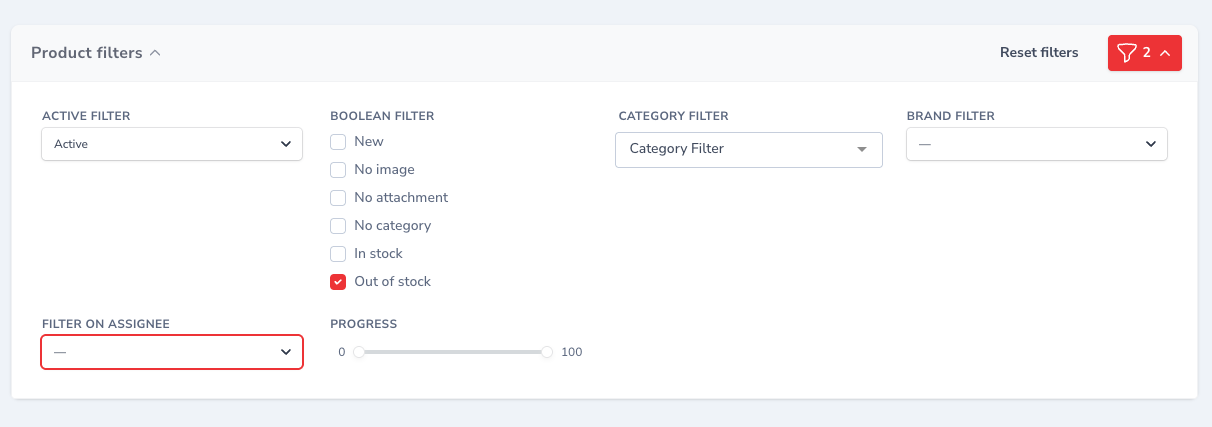 Product filters
Reset filters
2
ACTIVE FILTER
Active
BOOLEAN FILTER
New
No image
No attachment
No category
In stock
Out of stock
CATEGORY FILTER
Category Filter
BRAND FILTER
—
FILTER ON ASSIGNEE
—
PROGRESS
0
100